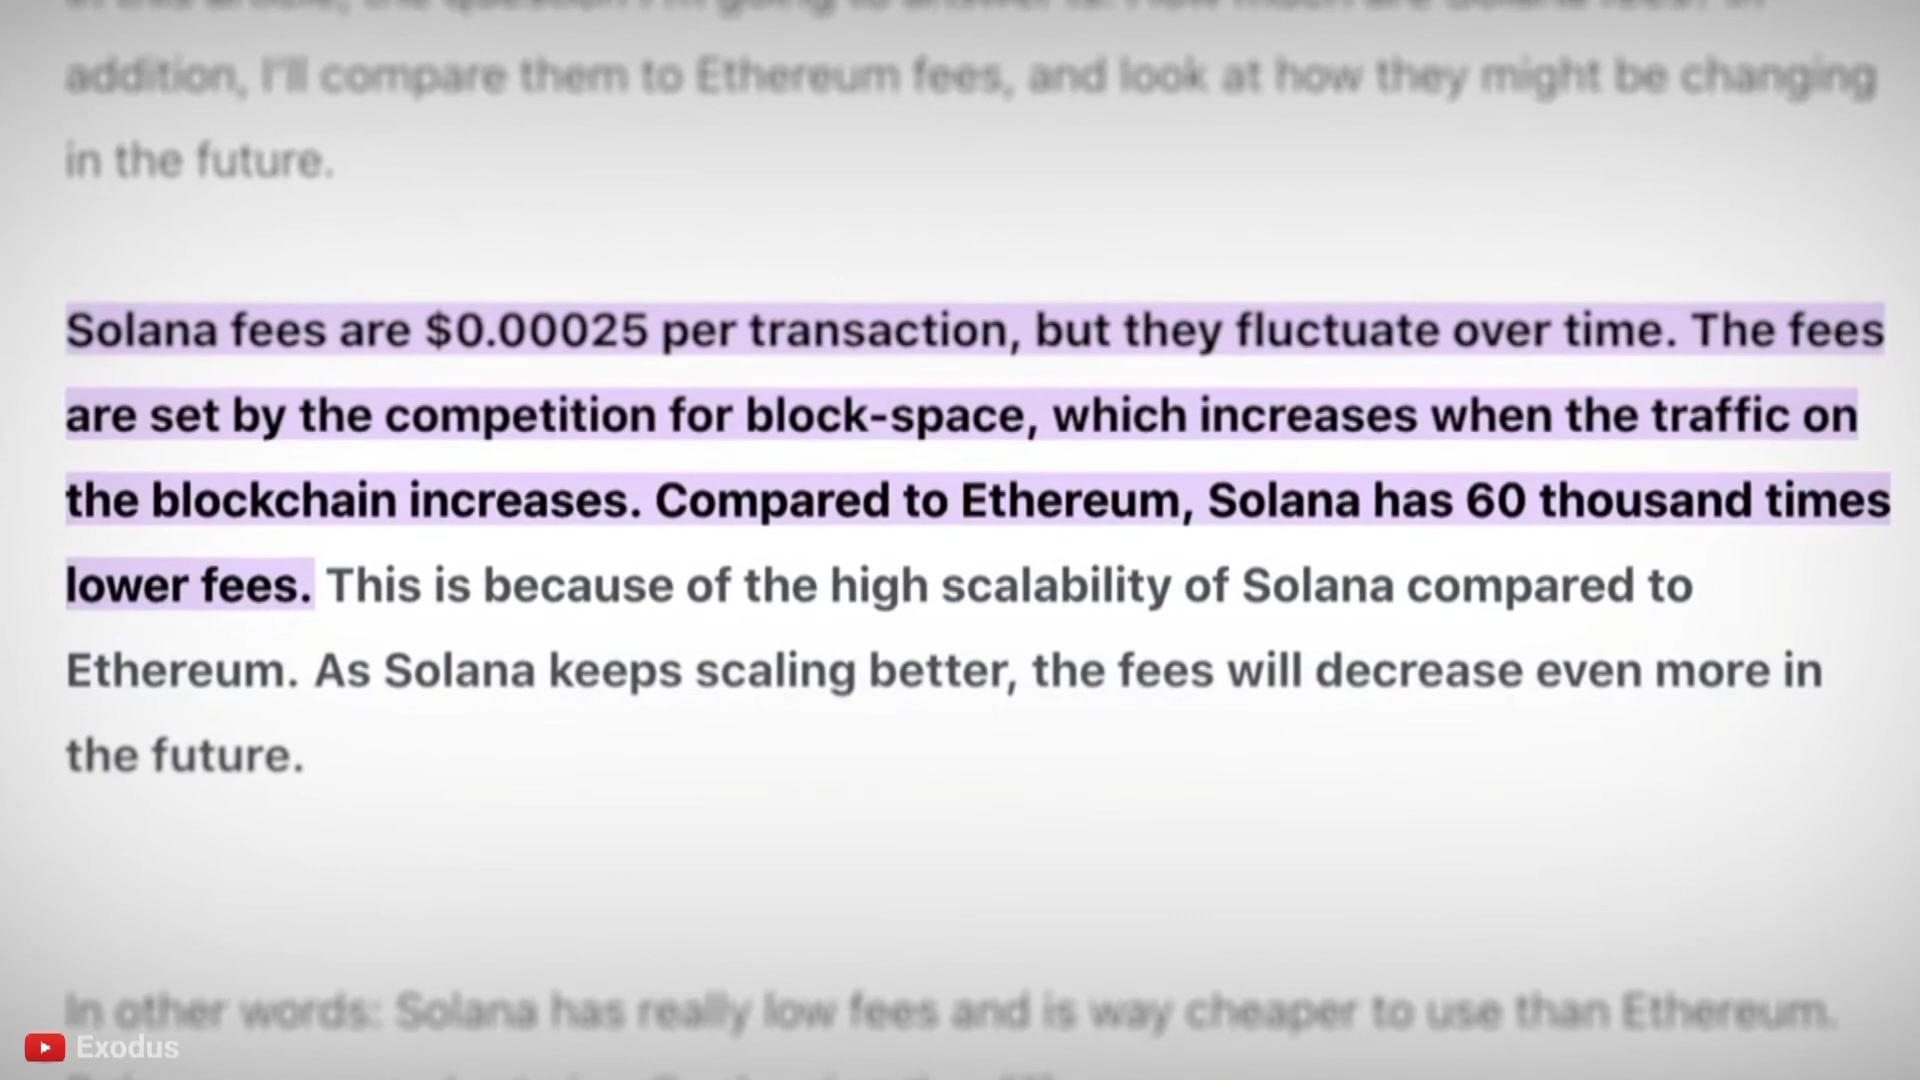 addition, I'll compare them to Ethereum fees, and look at how they might be changing
in the future.
Solana fees are $0.00025 per transaction, but they fluctuate over time. The fees
are set by the competition for block-space, which increases when the traffic on
the blockchain increases. Compared to Ethereum, Solana has 60 thousand times
lower fees. This is because of the high scalability of Solana compared to
Ethereum. As Solana keeps scaling better, the fees will decrease even more in
the future.
In other words: Solana has really low fees and is way cheaper to use than Ethereum.
Exodus